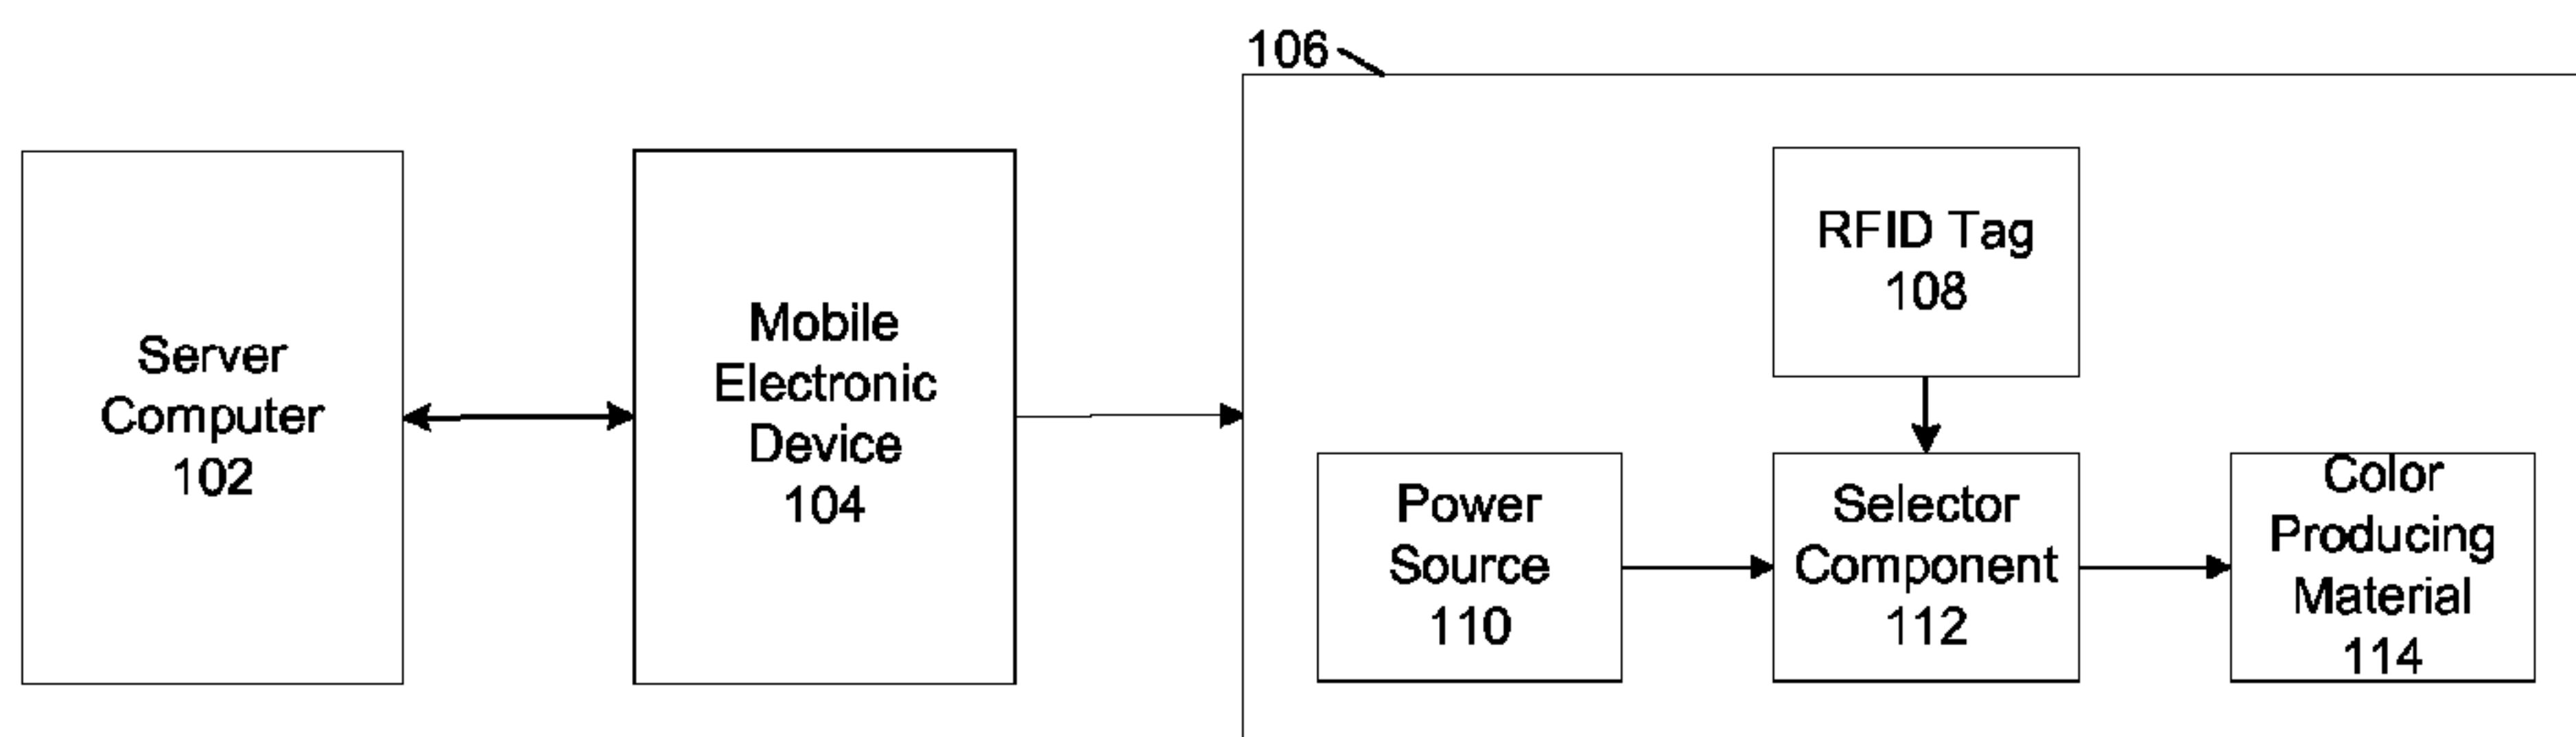 106
Server
Computer
102
Mobile
Electronic
Device
104
RFID Tag
108
Power
Source
110
Selector
Component
112
Color
Producing
Material
114